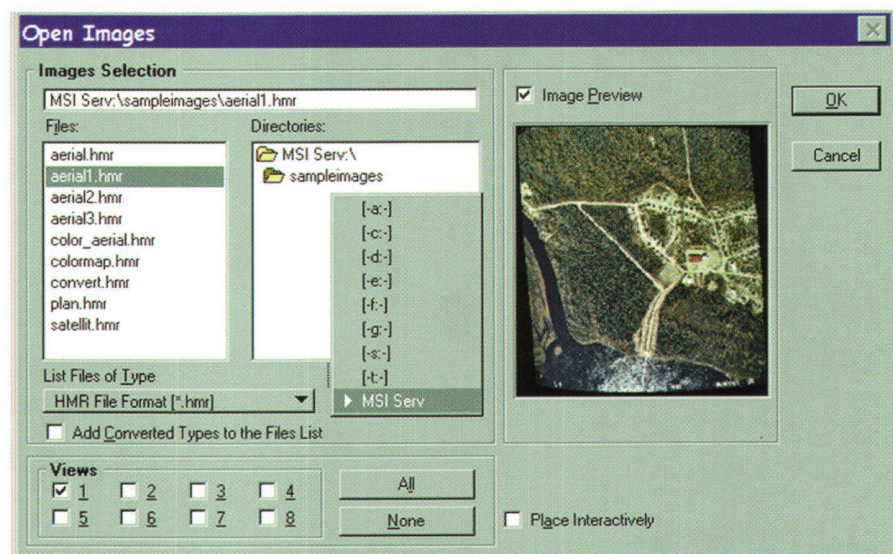 Open Images
Images Selection
MSI Serv:\sampleimages\aerial1.hmr
Files:
aerial.hmr
aerial1.hmr
aerial2.hmr
aerial3.hmr
color_aerial.hmr
colormap.hmr
convert.hmr
plan.hmr
satellit.hmr
Directories:
MSI Serv:\
sampleimages
[-a:-]
[-c:-]
[-d:-]
[-e:-]
[-f:-]
[-g:-]
[-s:-]
[-t:-]
MSI Serv
List Files of Type
HMR File Format (*.hmr)
Add Converted Types to the Files List
Image Preview
OK
Cancel
Views
1 2 3 4
5 6 7 8
All
None
Place Interactively